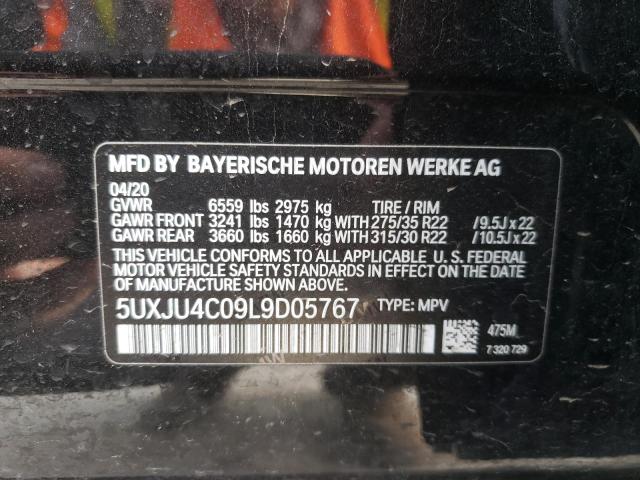 MFD BY BAYERISCHE MOTOREN WERKE AG
04/20
GVWR 6559 lbs 2975 kg TIRE / RIM
GAWR FRONT 3241 lbs 1470 kg WITH 275/35 R22 / 9.5J x 22
GAWR REAR 3660 lbs 1660 kg WITH 315/30 R22 / 10.5J x 22
THIS VEHICLE CONFORMS TO ALL APPLICABLE U. S. FEDERAL
MOTOR VEHICLE SAFETY STANDARDS IN EFFECT ON THE DATE
OF MANUFACTURE SHOWN ABOVE.
5UXJU4C09L9D05767 TYPE: MPV
475M
7 320 729